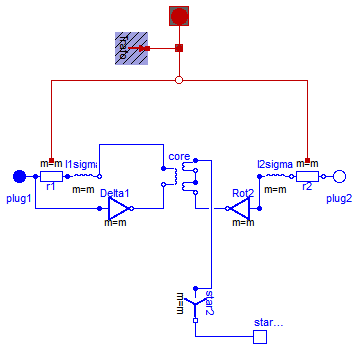 Trafo
core
m=m l1sigma
l2sigma m=m
r1
m=m
Delta1
m=m
plug1
Rot2
m=m
m=m
r2
plug2
m=m
star2
star...